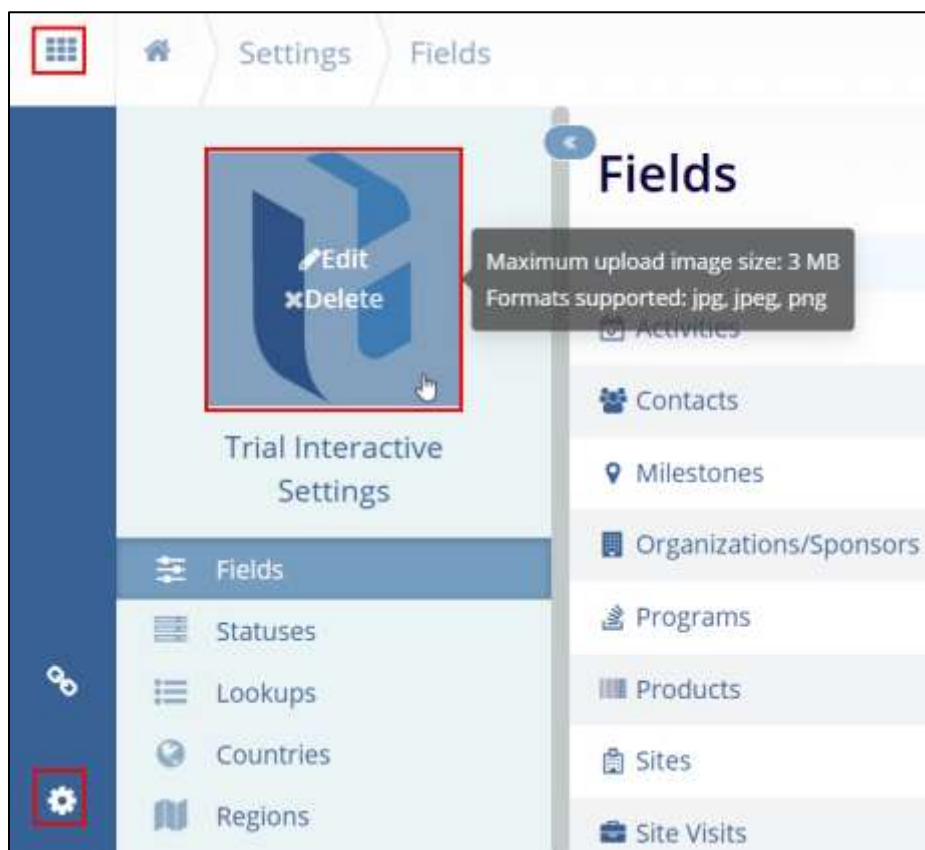 Settings
Fields
Edit
Delete
Trial Interactive
Settings
Fields
Statuses
Lookups
Countries
Regions
Fields
Maximum upload image size: 3 MB
Formats supported: jpg, jpeg, png
Activities
Contacts
Milestones
Organizations/Sponsors
Programs
Products
Sites
Site Visits